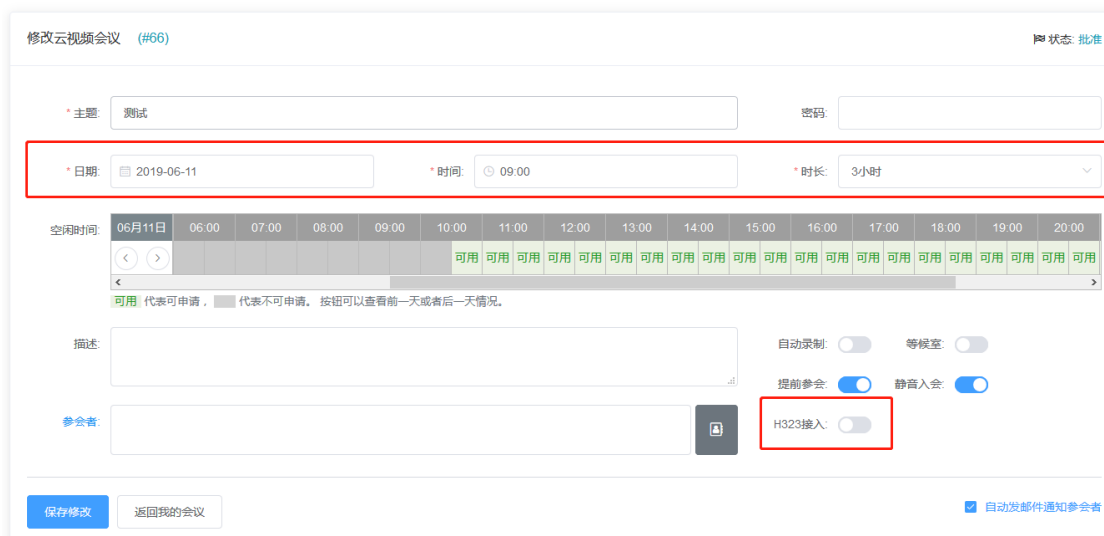 修改云视频会议 (#66) 状态: 批准
* 主题: 测试 密码:
* 日期: 2019-06-11 * 时间: 09:00 * 时长: 3小时
空闲时间: 06月11日 06:00 07:00 08:00 09:00 10:00 11:00 12:00 13:00 14:00 15:00 16:00 17:00 18:00 19:00 20:00
可用 可用 可用 可用 可用 可用 可用 可用 可用 可用 可用 可用 可用 可用 可用 可用 可用 可用 可用 可用 可用
可用 代表可申请， 代表不可申请。 按钮可以查看前一天或者后一天情况。
描述: 自动录制: 等候室:
提前参会: 静音入会:
参会者: H323接入:
保存修改 返回我的会议 自动发邮件通知参会者